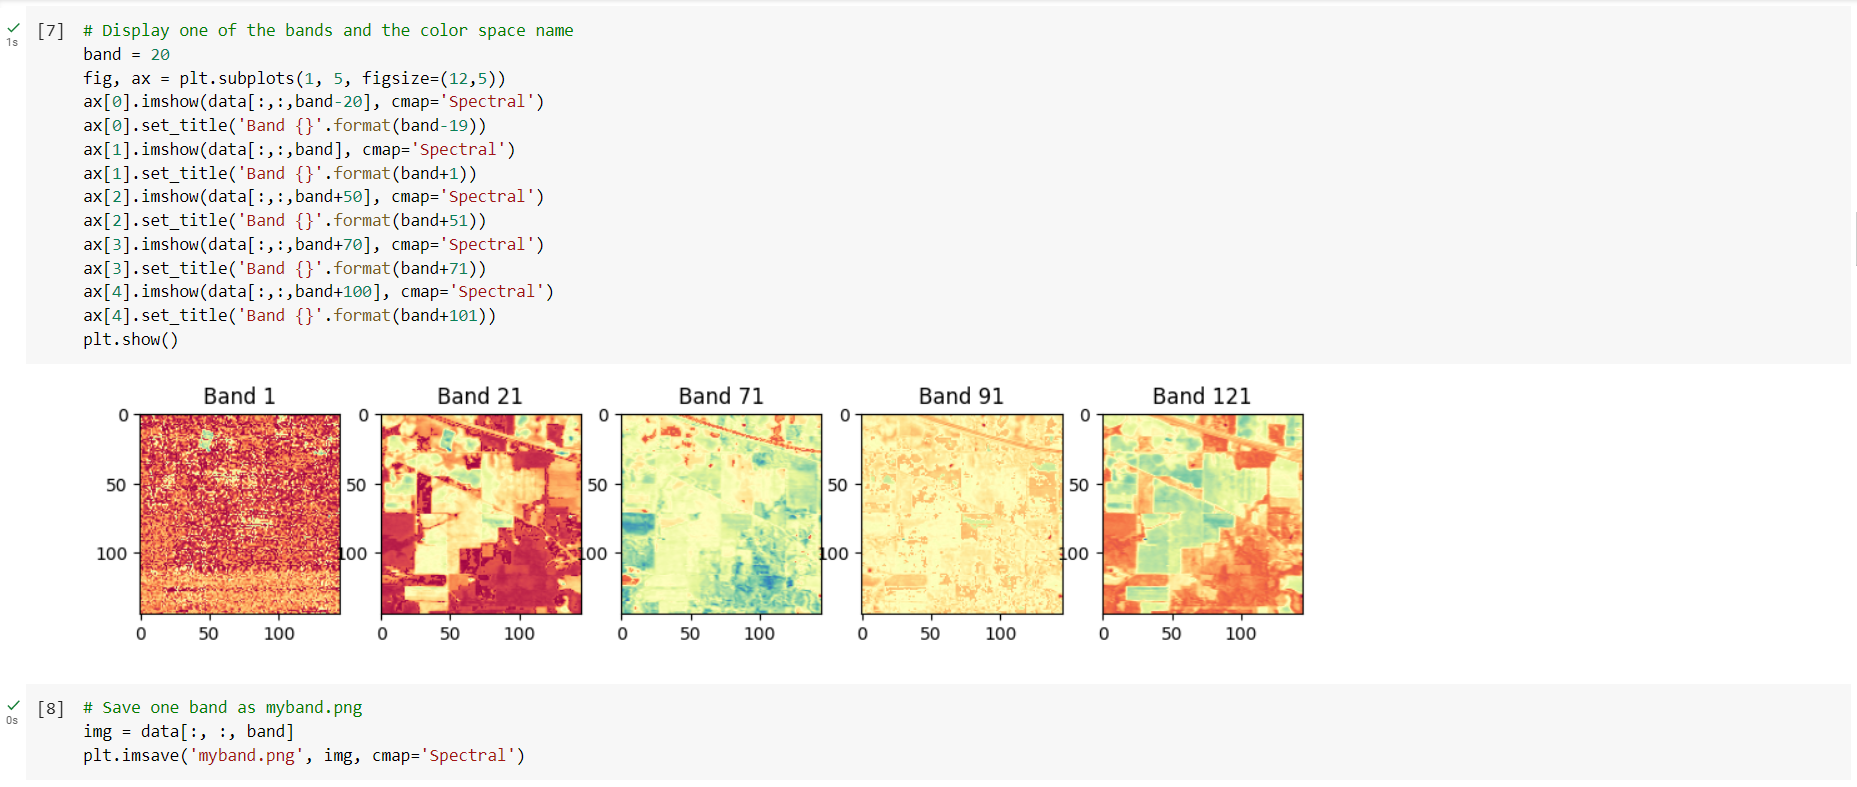 [7] # Display one of the bands and the color space name
1s
band = 20
fig, ax = plt.subplots(1, 5, figsize=(12,5))
ax[0].imshow(data[:,:,band-20], cmap='Spectral')
ax[0].set_title('Band {}'.format(band-19))
ax[1].imshow(data[:,:,band], cmap='Spectral')
ax[1].set_title('Band {}'.format(band+1))
ax[2].imshow(data[:,:,band+50], cmap='Spectral')
ax[2].set_title('Band {}'.format(band+51))
ax[3].imshow(data[:,:,band+70], cmap='Spectral')
ax[3].set_title('Band {}'.format(band+71))
ax[4].imshow(data[:,:,band+100], cmap='Spectral')
ax[4].set_title('Band {}'.format(band+101))
plt.show()
Band 1 Band 21 Band 71 Band 91 Band 121
0 0 0 0 0
50 50 50 50 50
100 100 100 100 100
0 50 100 0 50 100 0 50 100 0 50 100 0 50 100
[8] # Save one band as myband.png
0s
img = data[:, :, band]
plt.imsave('myband.png', img, cmap='Spectral')